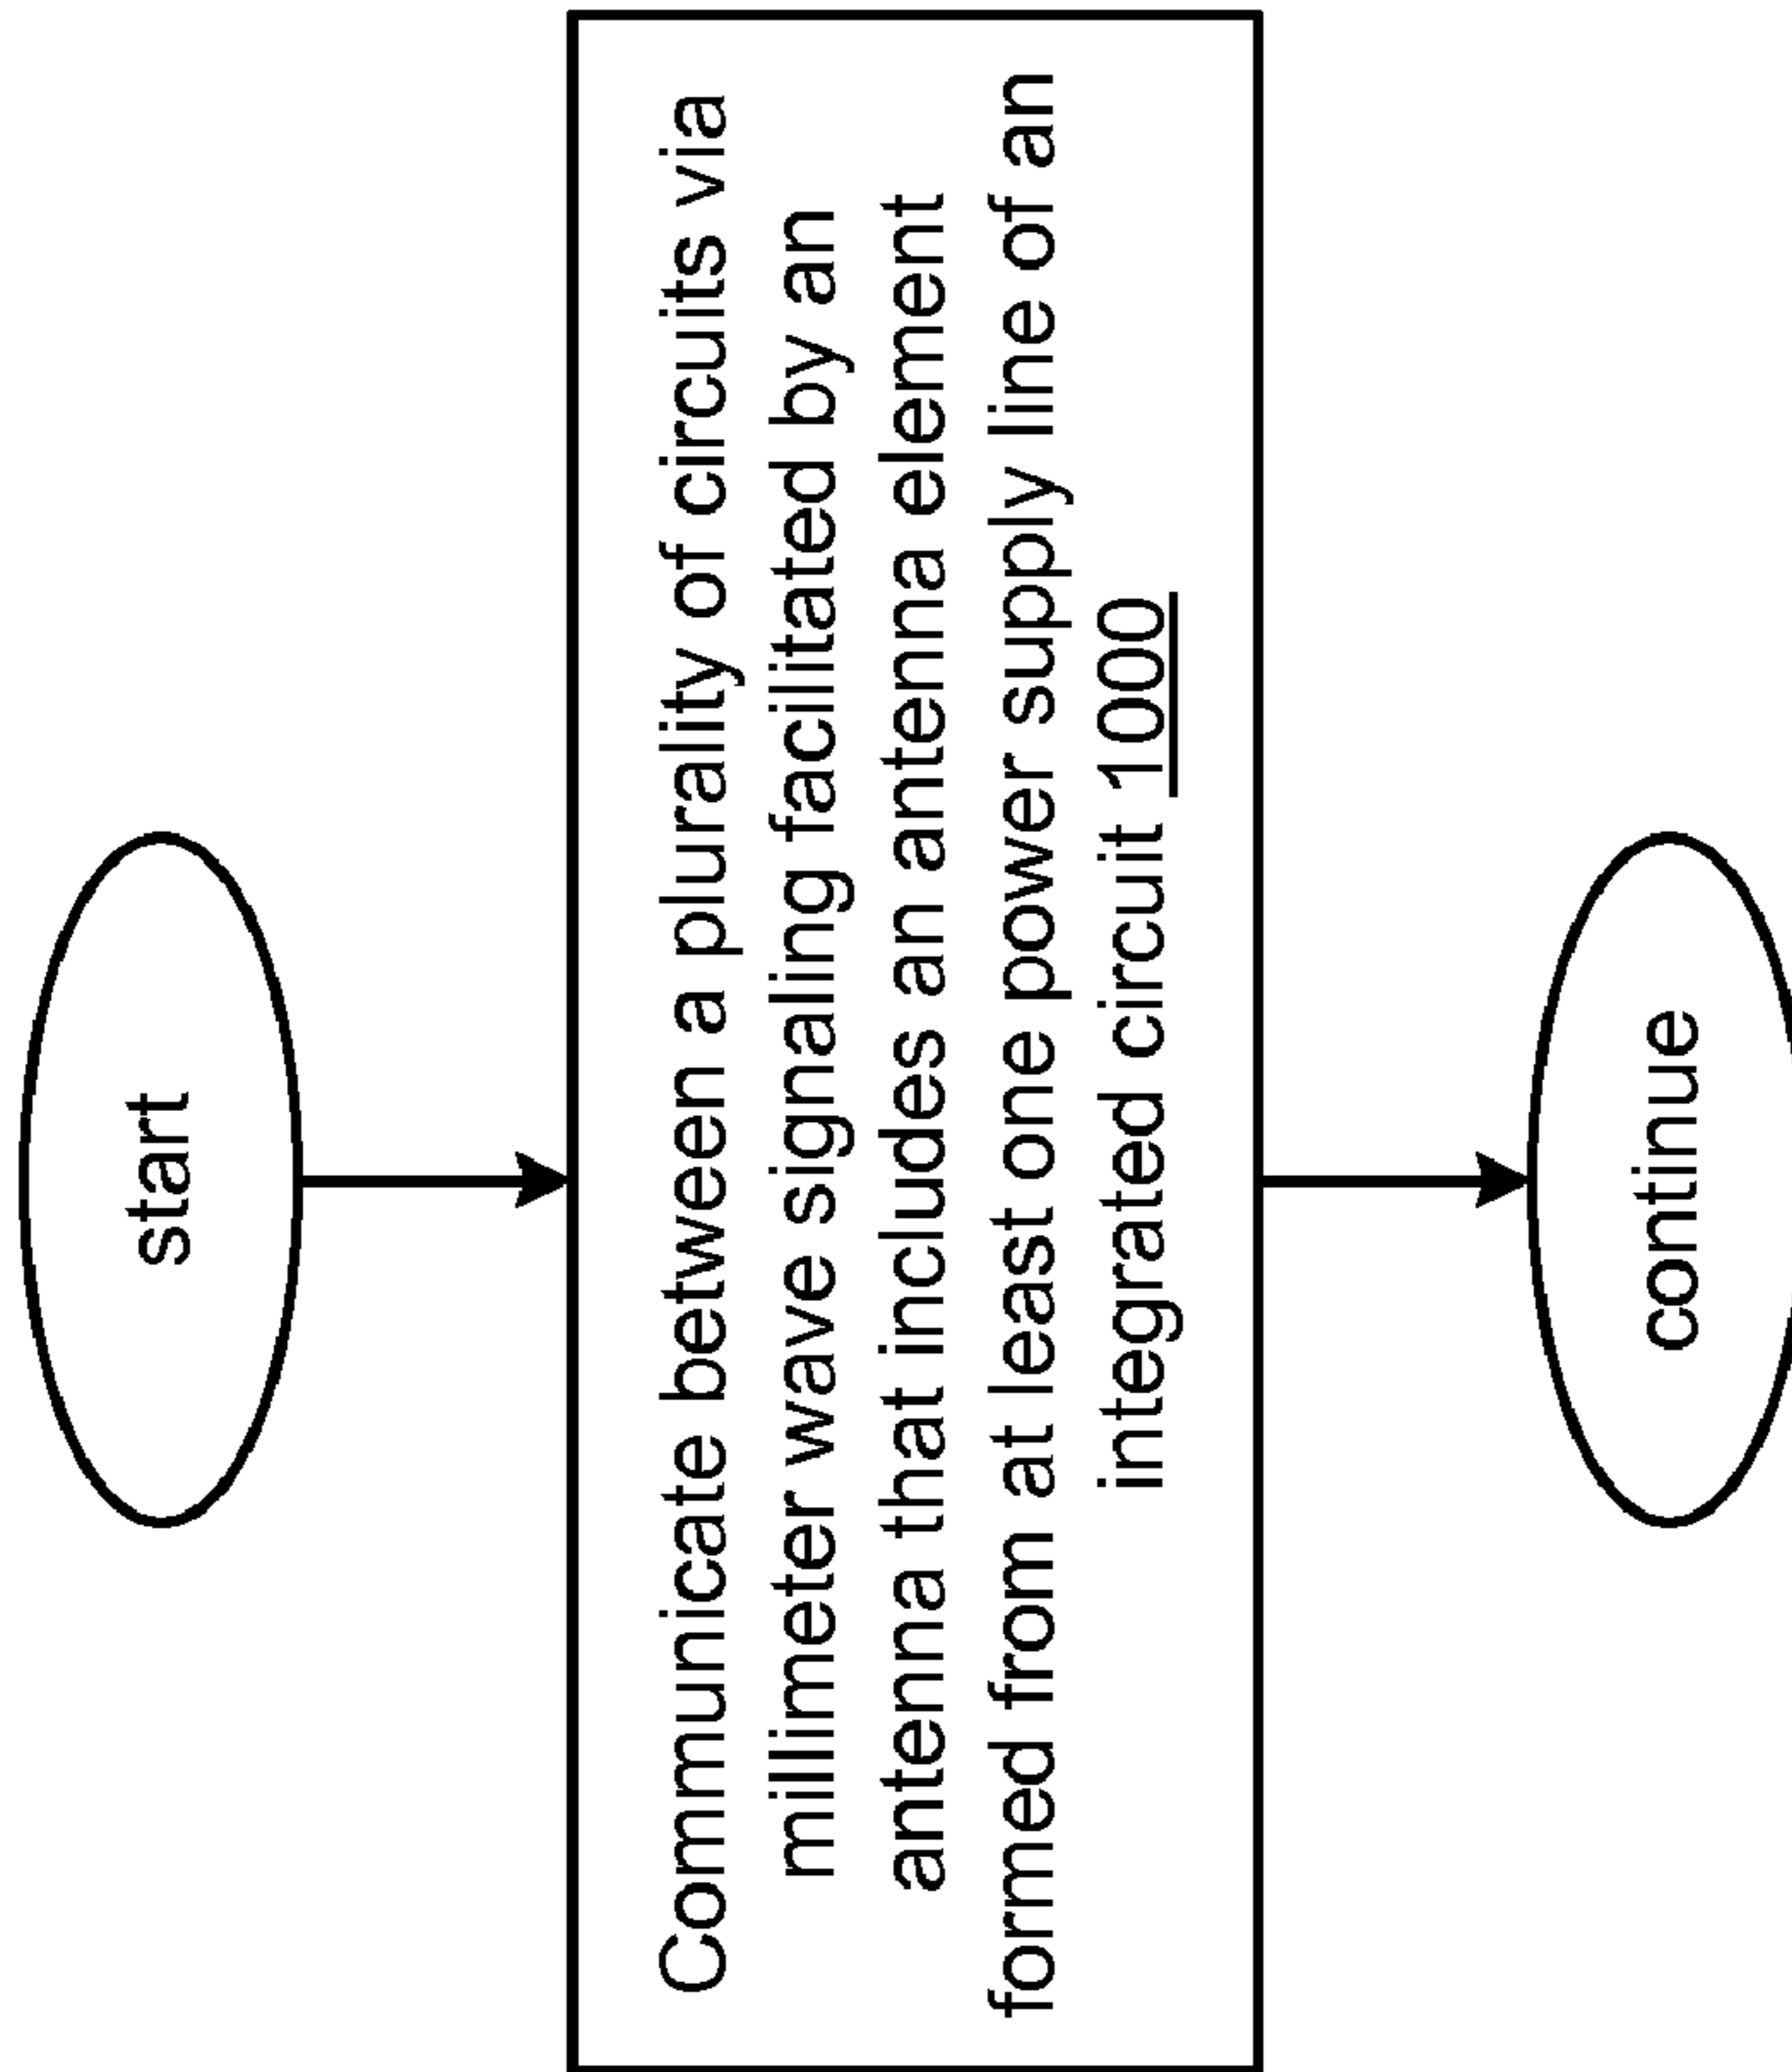 start
Communicate between a plurality of circuits via
millimeter wave signaling facilitated by an
antenna that includes an antenna element
formed from at least one power supply line of an
integrated circuit 1000
continue